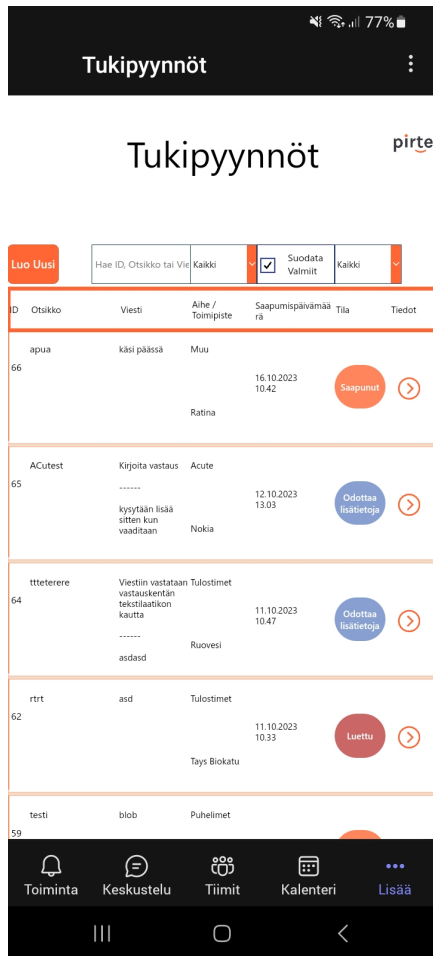 77%
Tukipyynnöt
Tukipyynnöt
pirte
Luo Uusi
Hae ID, Otsikko tai Vie
Kaikki
Suodata
Valmiit
Kaikki
ID Otsikko Viesti Aihe / Toimipiste Saapumispäivämäärä Tila Tiedot
66
apua
käsi päässä
Muu
Ratina
16.10.2023
10.42
Saapunut
65
ACutest
Kirjoita vastaus
------
kysytään lisää
sitten kun
vaaditaan
Acute
Nokia
12.10.2023
13.03
Odottaa
lisätietoja
64
ttteterere
Viestiin vastataan
vastauskentän
tekstilaatikon
kautta
------
asdasd
Tulostimet
Ruovesi
11.10.2023
10.47
Odottaa
lisätietoja
62
rtrt
asd
Tulostimet
Tays Biokatu
11.10.2023
10.33
Luettu
59
testi
blob
Puhelimet
Toiminta
Keskustelu
Tiimit
Kalenteri
Lisää